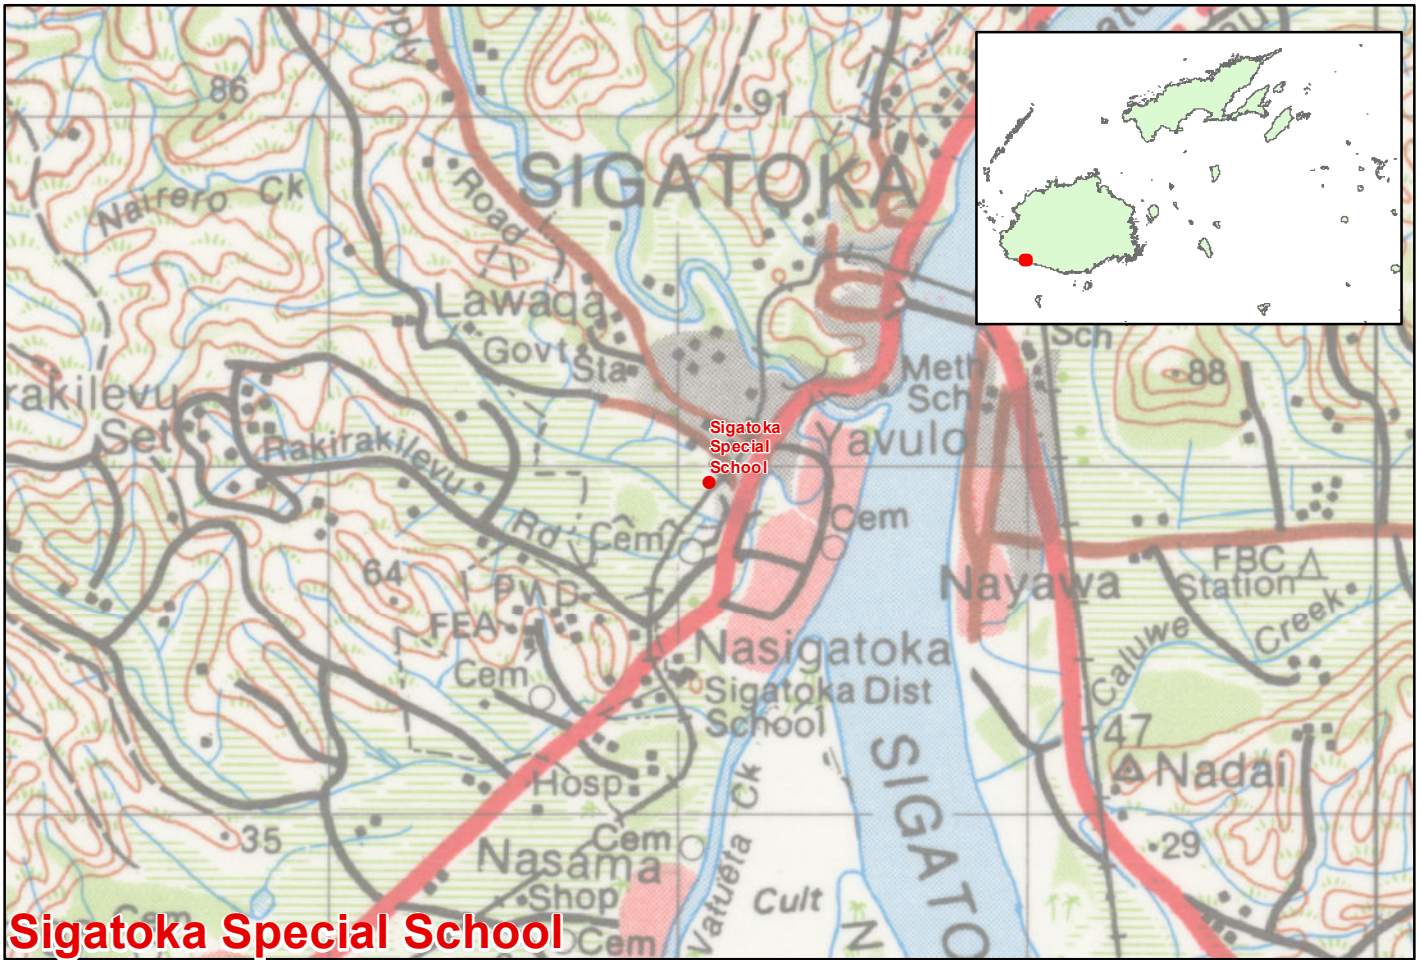 86
91
SIGATOKA
Nairero Ck
Road
Lawaqa
Govt Sta
Sch
Meth
Sch
88
rakilevu
Set
Rakirakilevu Rd
Sigatoka
Special
School
Yavulo
Cem
Cem
64
P W D
FEA
Cem
Nayawa
FBC
Station
Caluwe Creek
Nasigatoka
Sigatoka Dist
School
47
Nadai
Hosp
Cem
35
Nasama
Shop
Cem
Vatueta Ck
Cult
N
SIGATO
29
Cem
Sigatoka Special School